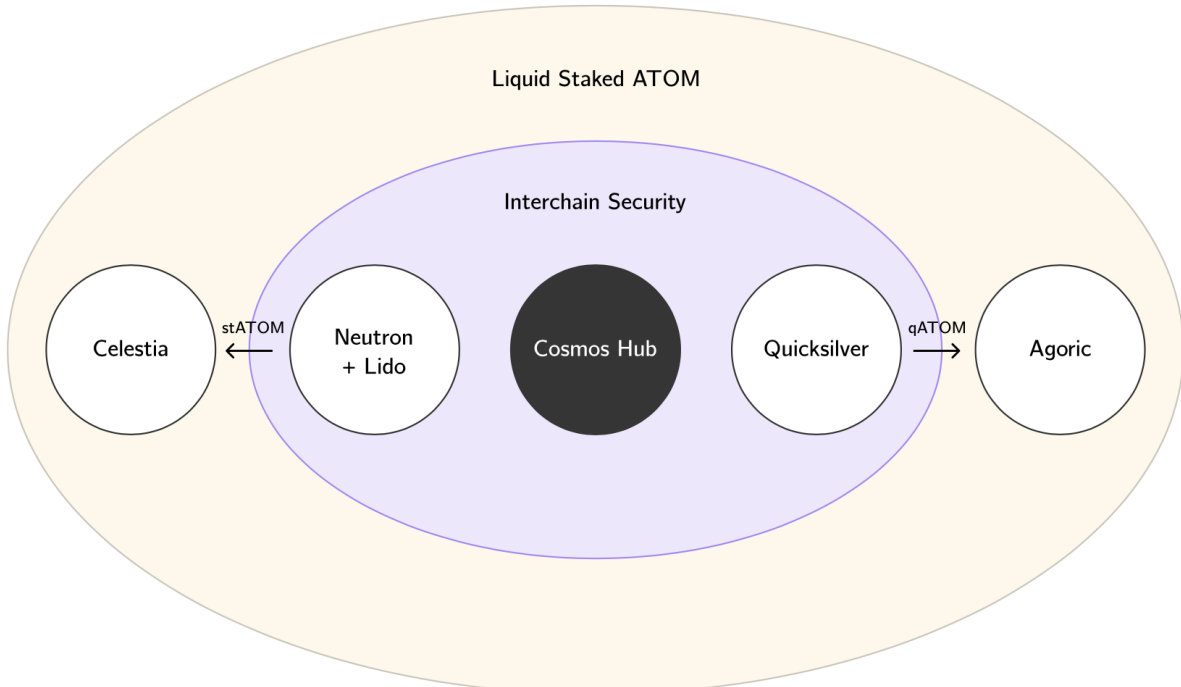 Liquid Staked ATOM
Interchain Security
Celestia
stATOM
Neutron
+ Lido
Cosmos Hub
Quicksilver
qATOM
Agoric